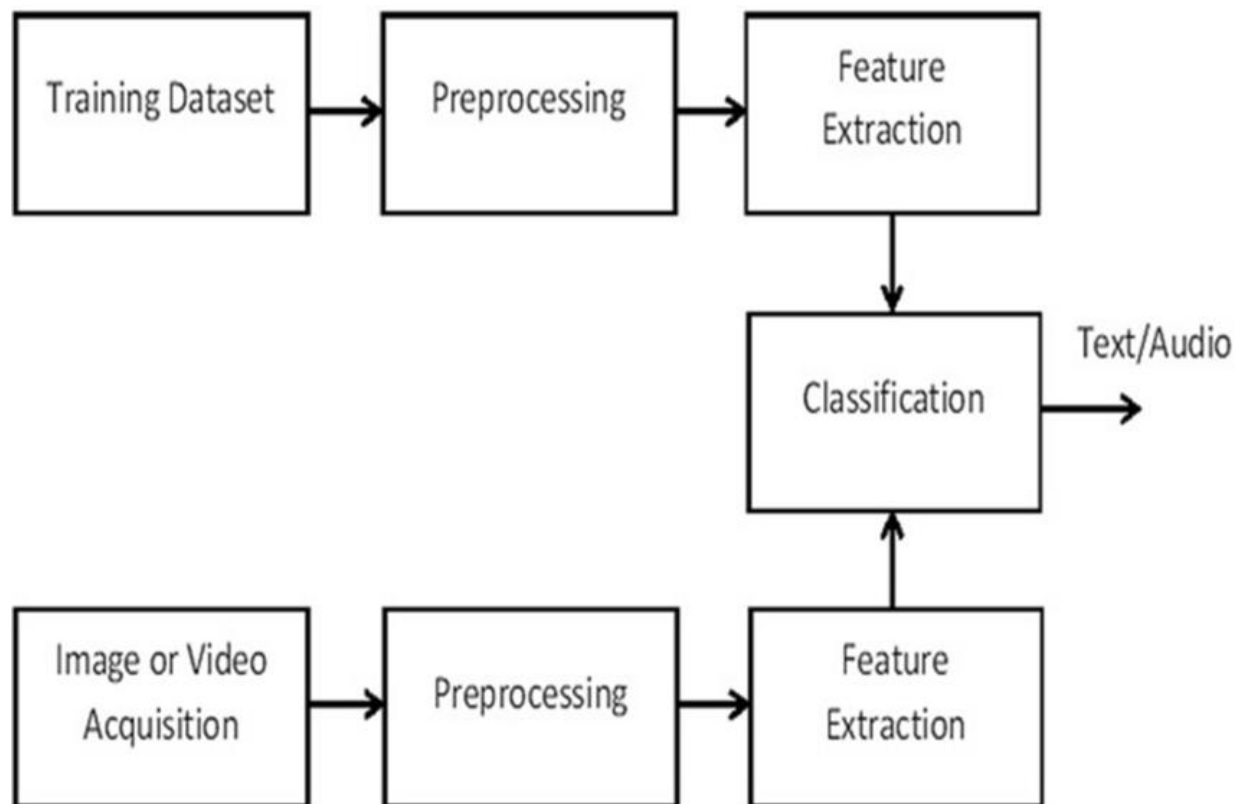 Training Dataset
Preprocessing
Feature
Extraction
Classification
Text/Audio
Image or Video
Acquisition
Preprocessing
Feature
Extraction